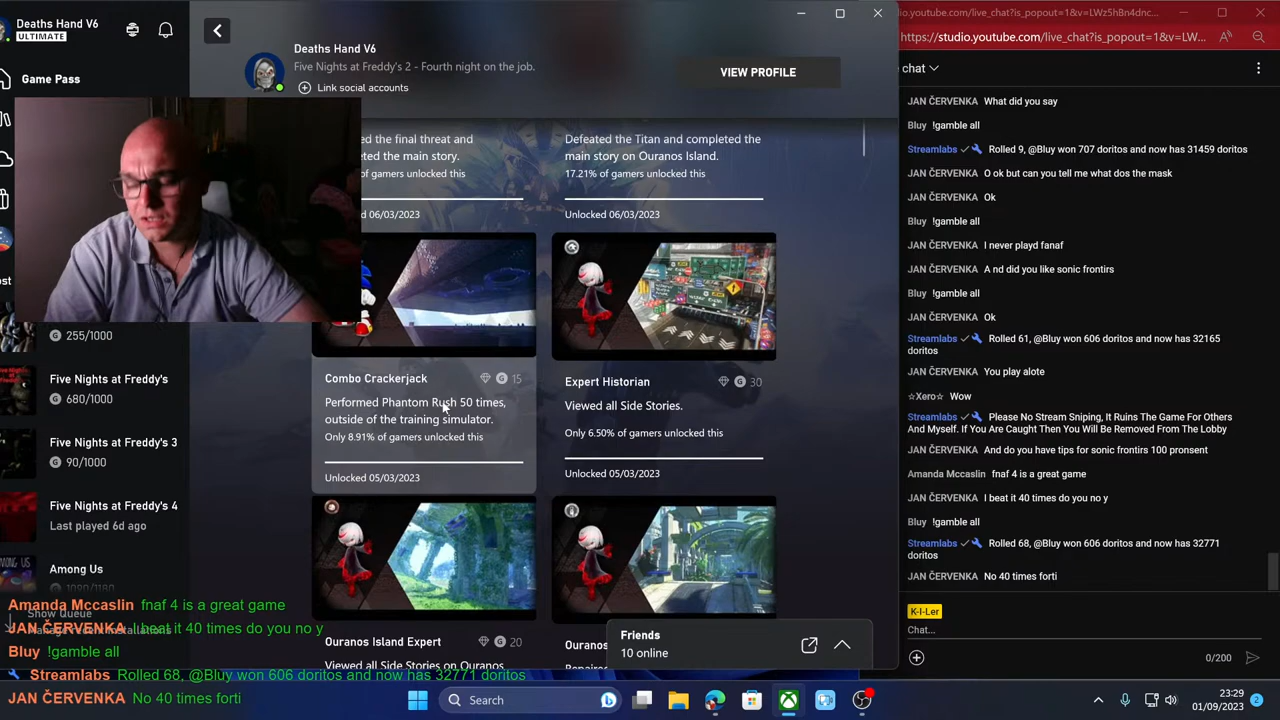 Deaths Hand V6
ULTIMATE
Game Pass
255/1000
Five Nights at Freddy's
680/1000
Five Nights at Freddy's 3
90/1000
Five Nights at Freddy's 4
Last played 6d ago
Among Us
Show Queue
Deaths Hand V6
Five Nights at Freddy's 2 - Fourth night on the job.
Link social accounts
VIEW PROFILE
the final threat and
the main story.
of gamers unlocked this
06/03/2023
Defeated the Titan and completed the
main story on Ouranos Island.
17.21% of gamers unlocked this
Unlocked 06/03/2023
Combo Crackerjack
G 15
Performed Phantom Rush 50 times,
outside of the training simulator.
Only 8.91% of gamers unlocked this
Unlocked 05/03/2023
Expert Historian
G 30
Viewed all Side Stories.
Only 6.50% of gamers unlocked this
Unlocked 05/03/2023
Ouranos Island Expert
G 20
Viewed all Side Stories on Ouranos
Friends
10 online
Amanda Mccaslin fnaf 4 is a great game
JAN ČERVENKA I beat it 40 times do you no y
Bluy !gamble all
Streamlabs Rolled 68, @Bluy won 606 doritos and now has 32771 doritos
JAN ČERVENKA No 40 times forti
studio.youtube.com/live_chat?is_popout=1&v=LWz5hBn4dnc...
https://studio.youtube.com/live_chat?is_popout=1&v=LW...
chat
JAN ČERVENKA What did you say
Bluy !gamble all
Streamlabs Rolled 9, @Bluy won 707 doritos and now has 31459 doritos
JAN ČERVENKA O ok but can you tell me what dos the mask
JAN ČERVENKA Ok
Bluy !gamble all
JAN ČERVENKA I never playd fanaf
JAN ČERVENKA A nd did you like sonic frontirs
Bluy !gamble all
JAN ČERVENKA Ok
Streamlabs Rolled 61, @Bluy won 606 doritos and now has 32165
doritos
JAN ČERVENKA You play alote
☆Xero☆ Wow
Streamlabs Please No Stream Sniping, It Ruins The Game For Others
And Myself. If You Are Caught Then You Will Be Removed From The Lobby
JAN ČERVENKA And do you have tips for sonic frontirs 100 pronsent
Amanda Mccaslin fnaf 4 is a great game
JAN ČERVENKA I beat it 40 times do you no y
Bluy !gamble all
Streamlabs Rolled 68, @Bluy won 606 doritos and now has 32771
doritos
JAN ČERVENKA No 40 times forti
K-I-Ler
Chat...
0/200
Search
23:29
01/09/2023
2